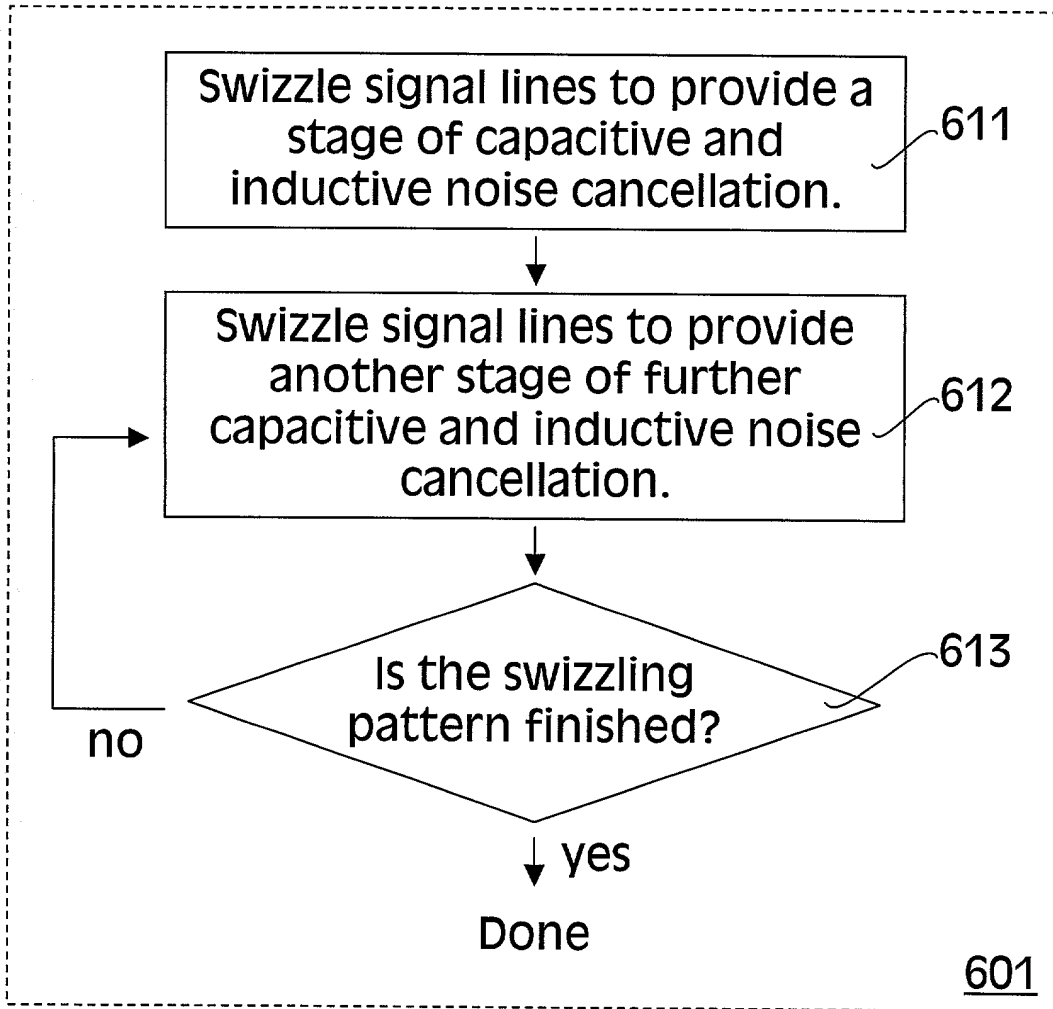 Swizzle signal lines to provide a
stage of capacitive and
inductive noise cancellation.
611
Swizzle signal lines to provide
another stage of further
capacitive and inductive noise
cancellation.
612
Is the swizzling
pattern finished?
613
no
yes
Done
601